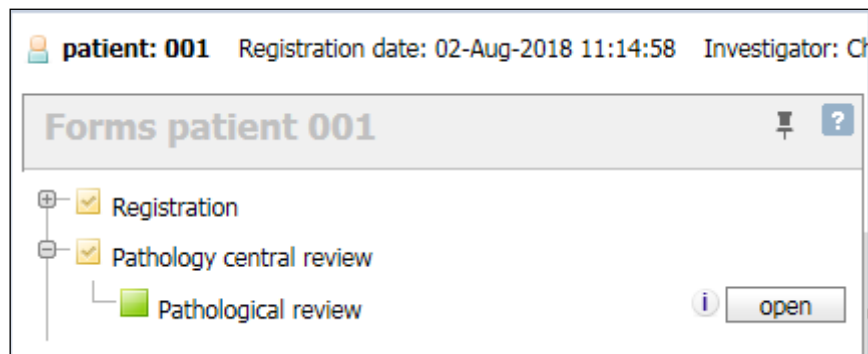 patient: 001 Registration date: 02-Aug-2018 11:14:58 Investigator: Ch
Forms patient 001 ?
Registration
Pathology central review
Pathological review i open